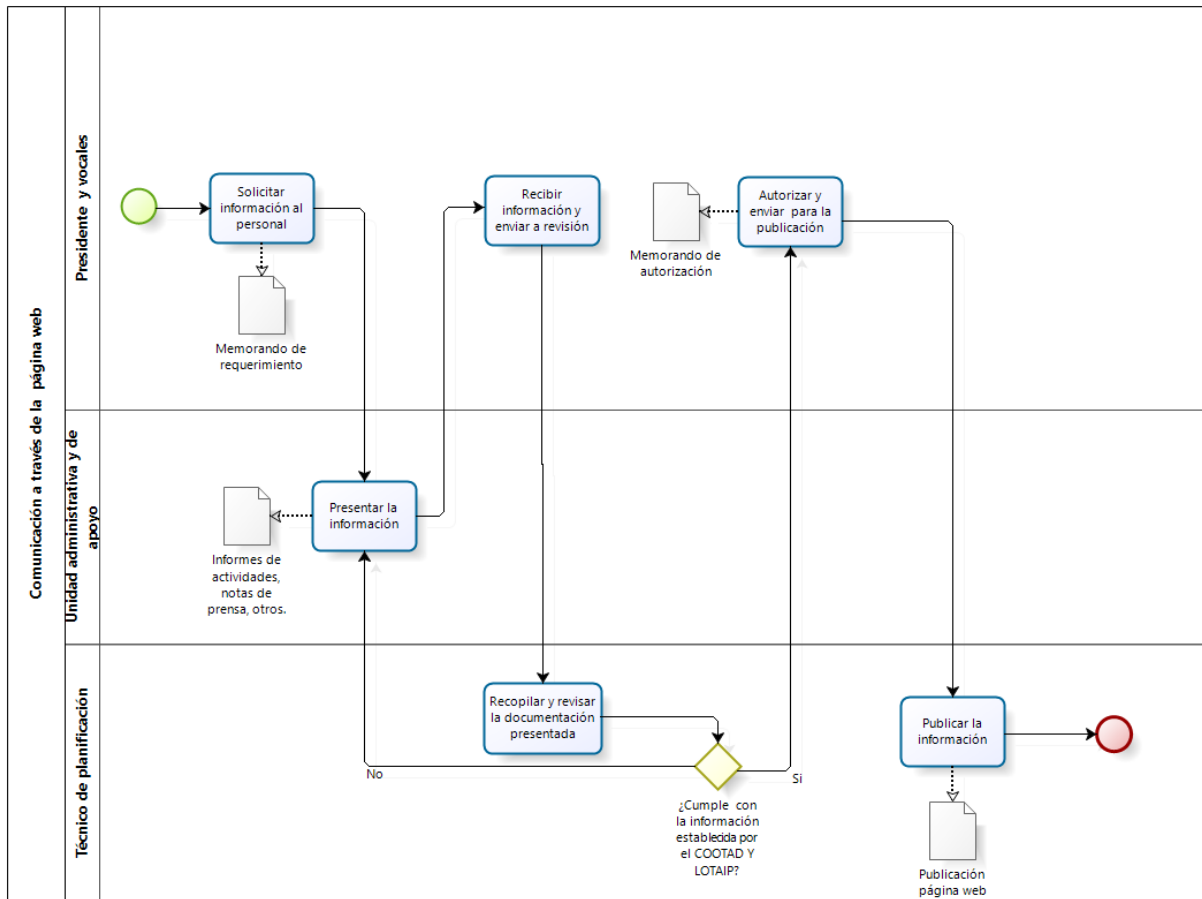 Comunicación a través de la página web
Presidente y vocales
Solicitar
información al
personal
Memorando de
requerimiento
Recibir
información y
enviar a revisión
Autorizar y
enviar para la
publicación
Memorando de
autorización
Unidad administrativa y de
apoyo
Presentar la
información
Informes de
actividades,
notas de
prensa, otros.
Técnico de planificación
Recopilar y revisar
la documentación
presentada
No
Si
¿Cumple con
la información
establecida por
el COOTAD Y
LOTAIP?
Publicar la
información
Publicación
página web